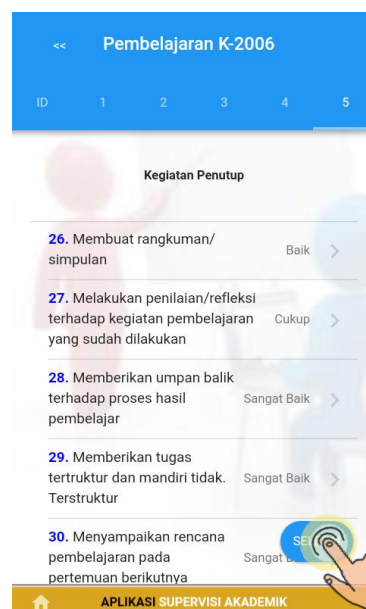 << Pembelajaran K-2006
ID 1 2 3 4 5
Kegiatan Penutup
26. Membuat rangkuman/
simpulan
Baik
27. Melakukan penilaian/refleksi
terhadap kegiatan pembelajaran
yang sudah dilakukan
Cukup
28. Memberikan umpan balik
terhadap proses hasil
pembelajar
Sangat Baik
29. Memberikan tugas
tertruktur dan mandiri tidak.
Terstruktur
Sangat Baik
30. Menyampaikan rencana
pembelajaran pada
pertemuan berikutnya
Sangat
APLIKASI SUPERVISI AKADEMIK